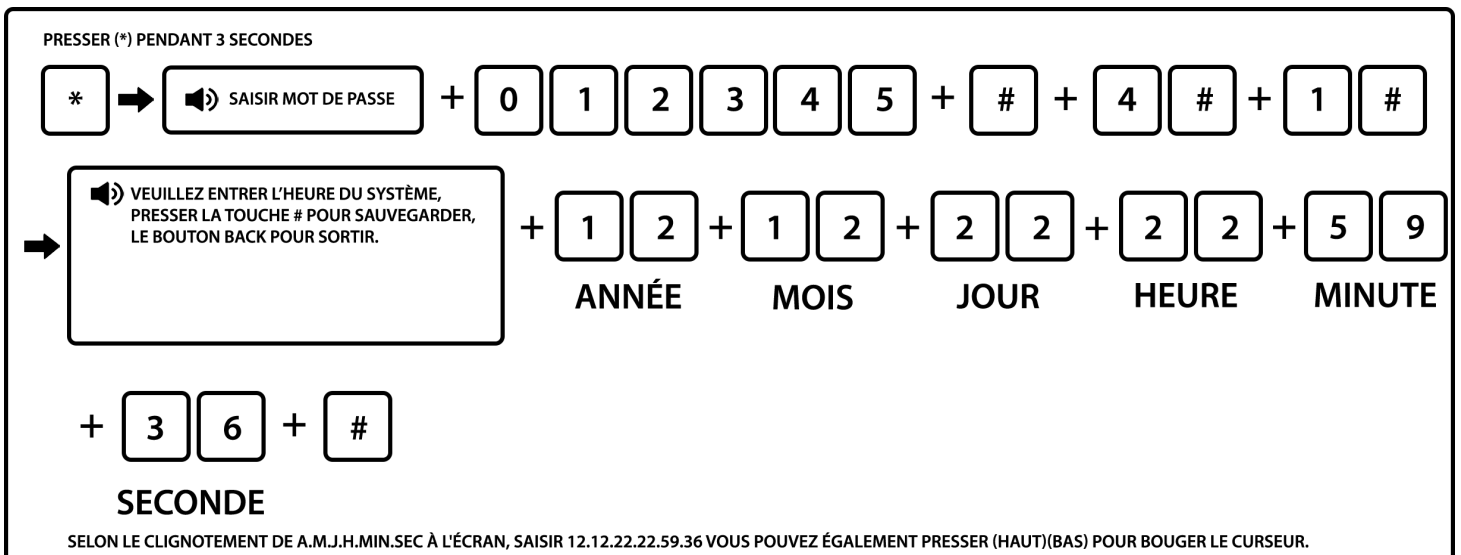 PRESSER (*) PENDANT 3 SECONDES
* SAISIR MOT DE PASSE + 0 1 2 3 4 5 + # + 4 # + 1 #
VEUILLEZ ENTRER L'HEURE DU SYSTÈME,
PRESSER LA TOUCHE # POUR SAUVEGARDER,
LE BOUTON BACK POUR SORTIR.
+ 1 2 + 1 2 + 2 2 + 2 2 + 5 9
ANNÉE MOIS JOUR HEURE MINUTE
+ 3 6 + #
SECONDE
SELON LE CLIGNOTEMENT DE A.M.J.H.MIN.SEC À L'ÉCRAN, SAISIR 12.12.22.22.59.36 VOUS POUVEZ ÉGALEMENT PRESSER (HAUT)(BAS) POUR BOUGER LE CURSEUR.